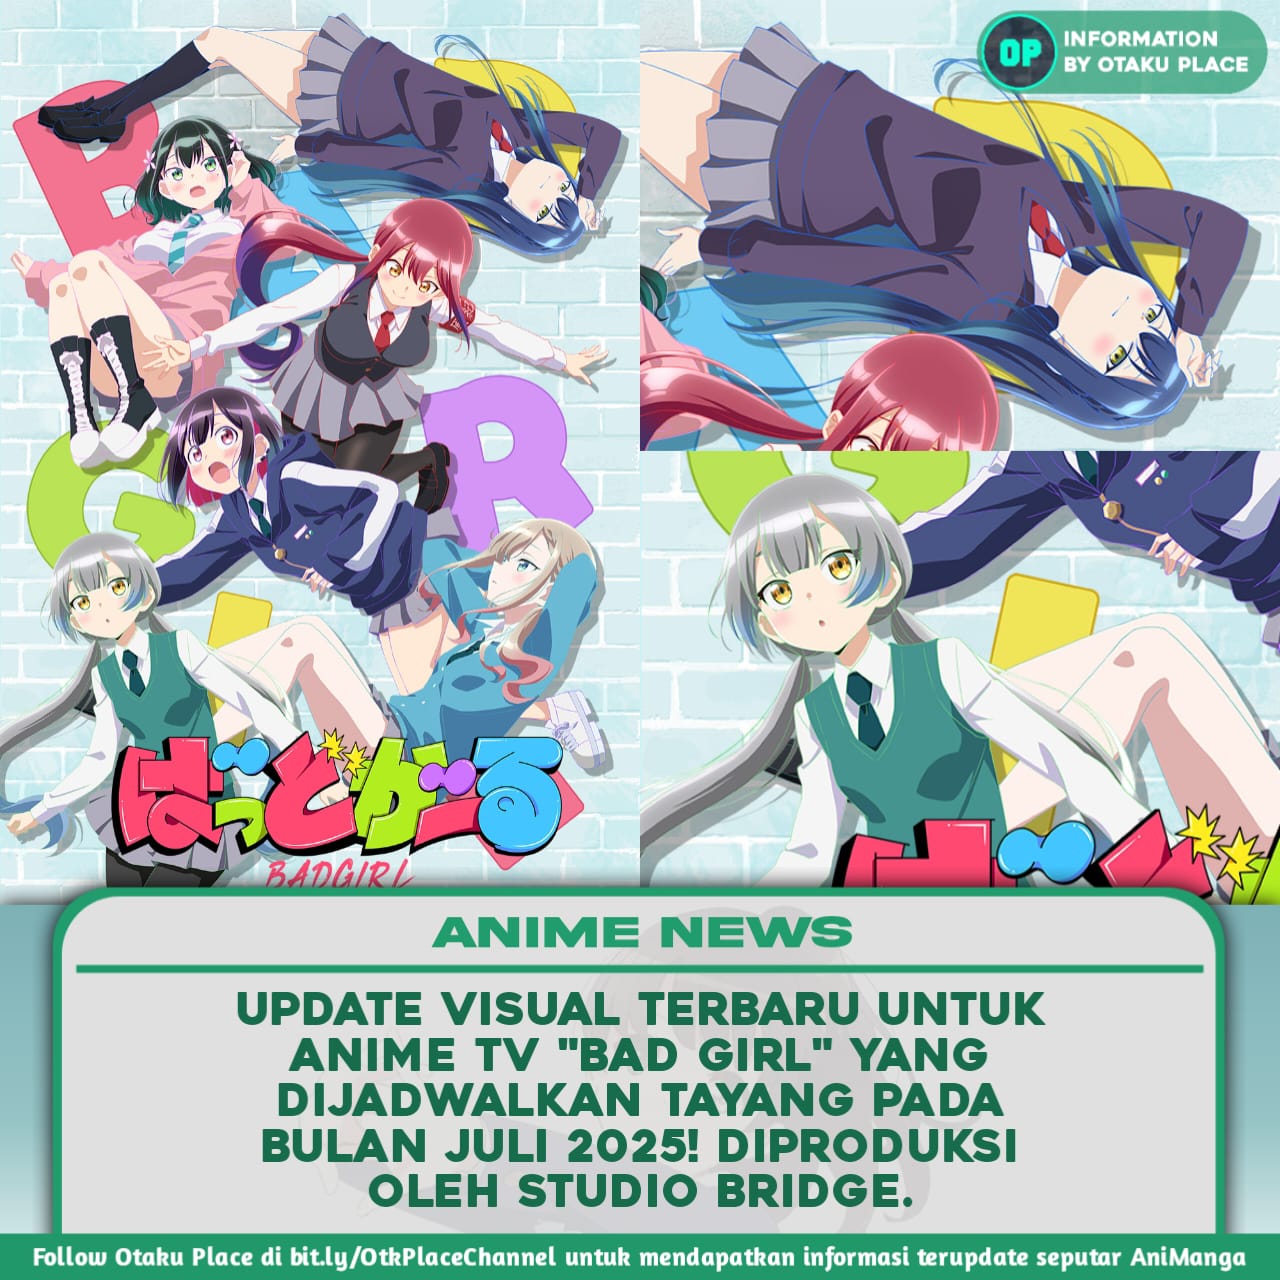 OP
INFORMATION
BY OTAKU PLACE
B
A
D
G
I
R
L
ばっどがーる
BADGIRL
ANIME NEWS
UPDATE VISUAL TERBARU UNTUK
ANIME TV "BAD GIRL" YANG
DIJADWALKAN TAYANG PADA
BULAN JULI 2025! DIPRODUKSI
OLEH STUDIO BRIDGE.
Follow Otaku Place di bit.ly/OtkPlaceChannel untuk mendapatkan informasi terupdate seputar AniManga